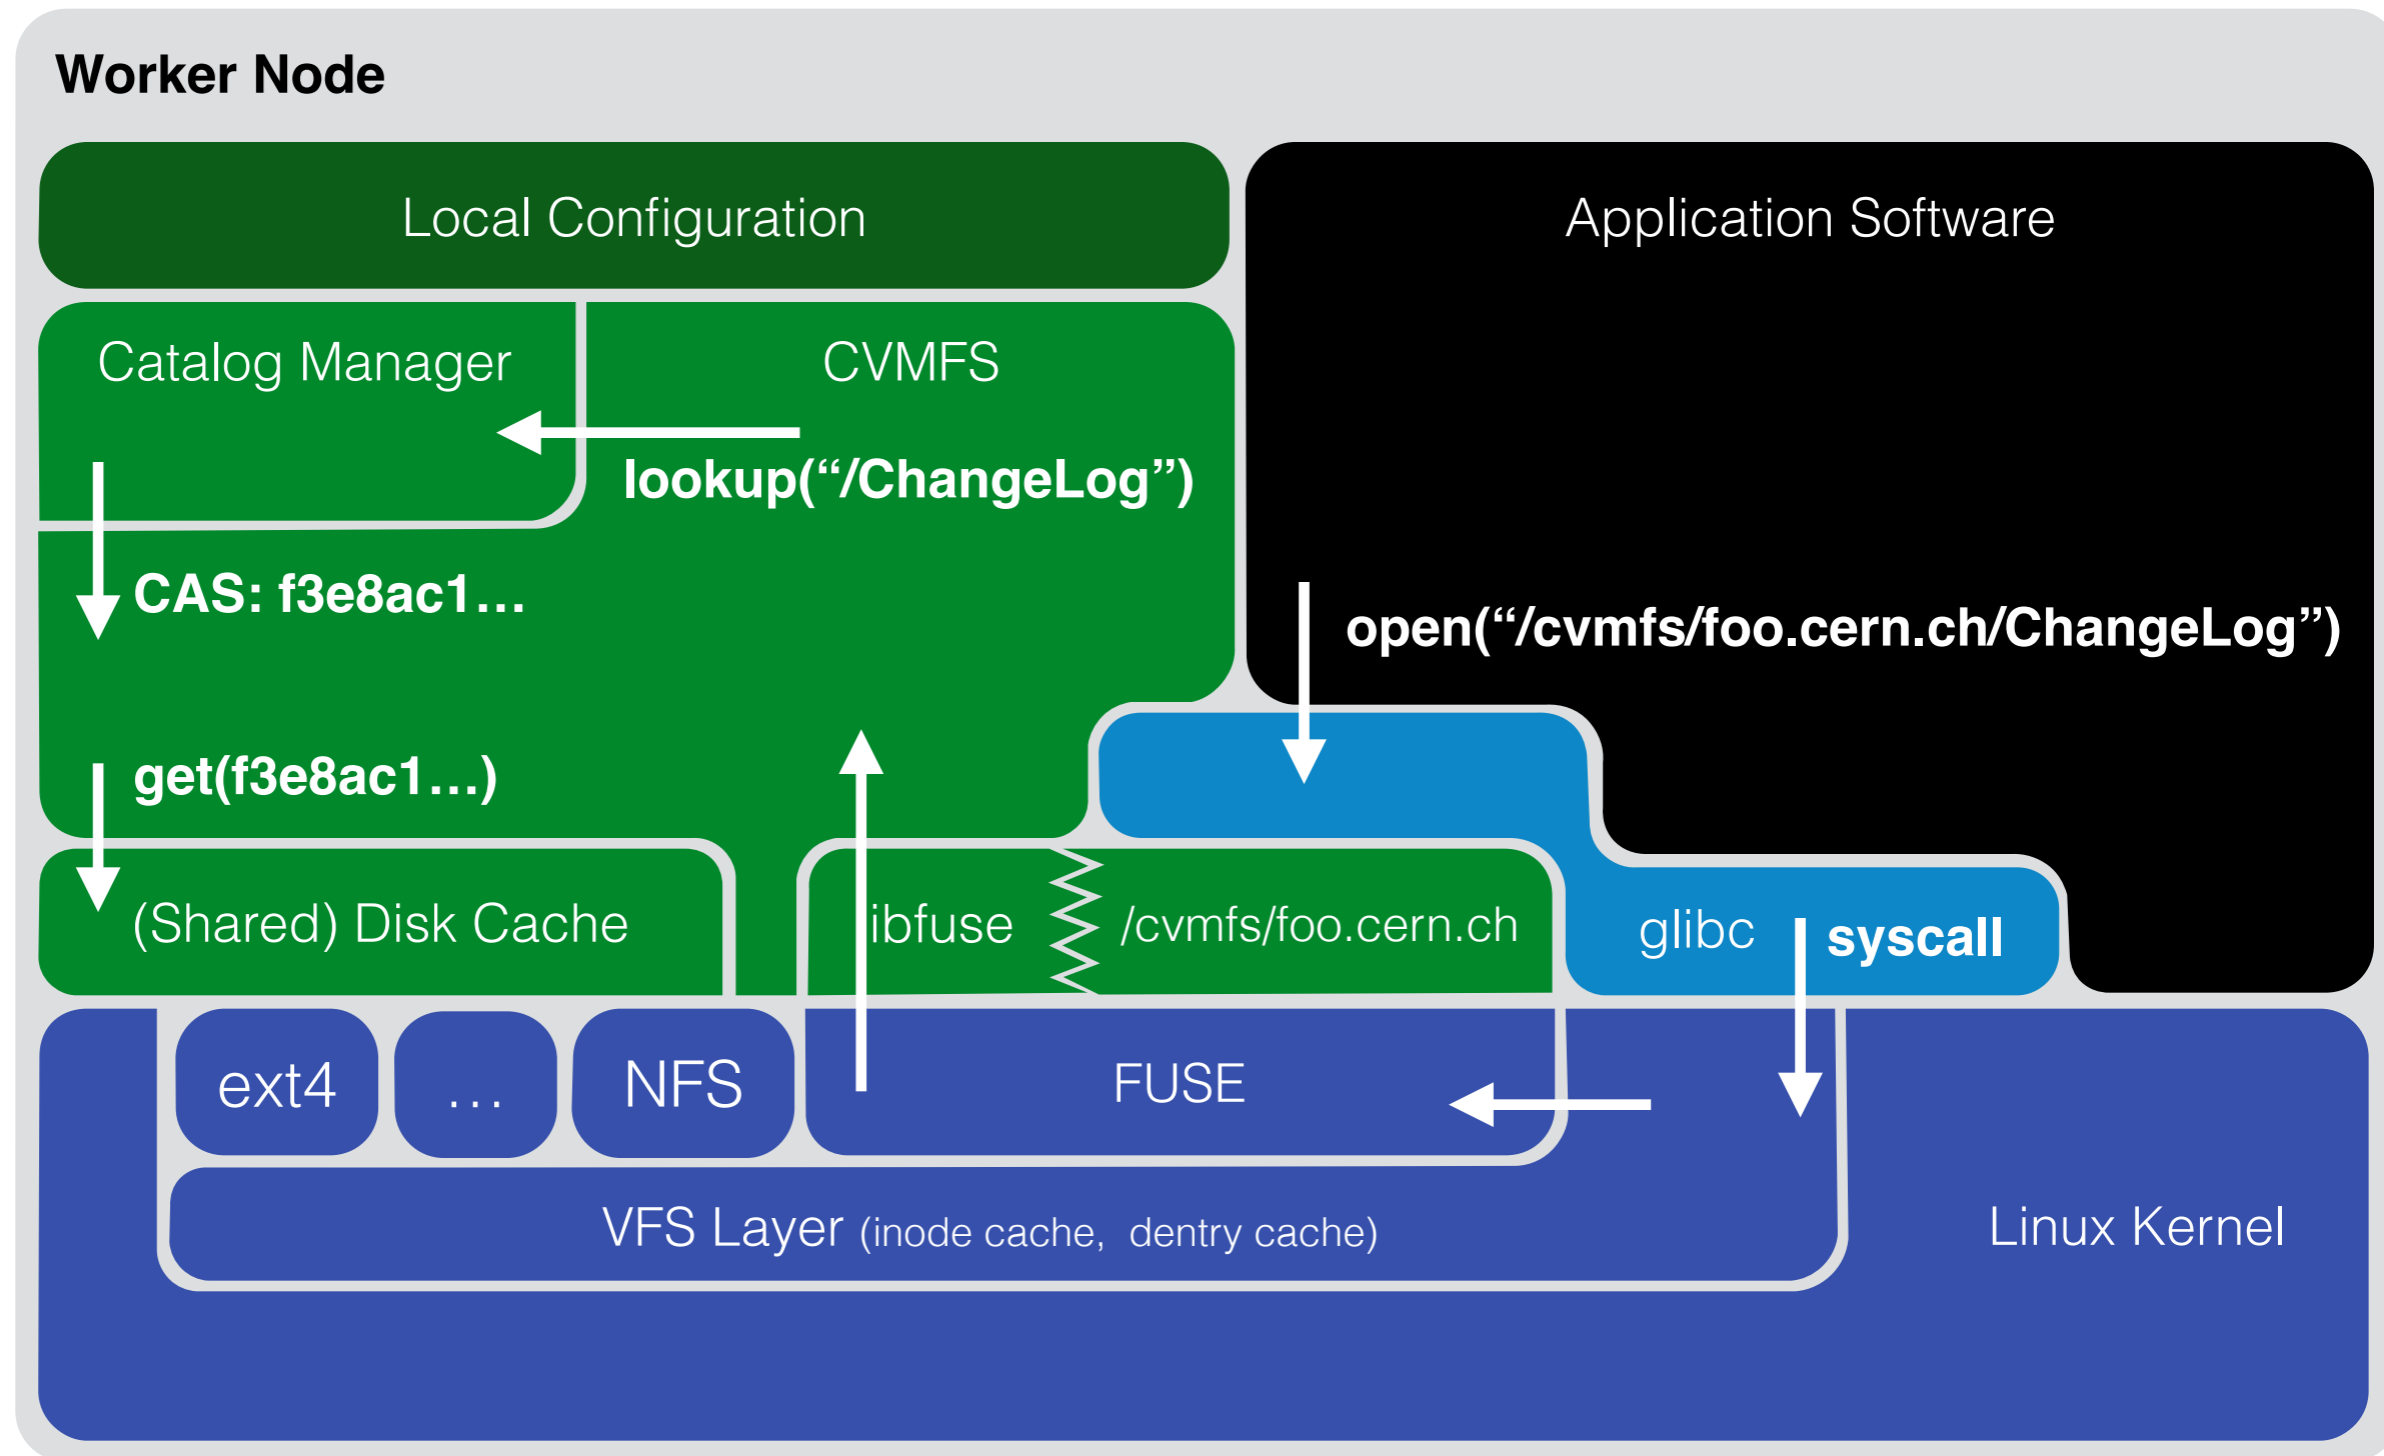 Worker Node
Local Configuration
Application Software
Catalog Manager
CVMFS
lookup(“/ChangeLog”)
CAS: f3e8ac1…
open(“/cvmfs/foo.cern.ch/ChangeLog”)
get(f3e8ac1…)
(Shared) Disk Cache
ibfuse
/cvmfs/foo.cern.ch
glibc
syscall
ext4
…
NFS
FUSE
VFS Layer (inode cache, dentry cache)
Linux Kernel